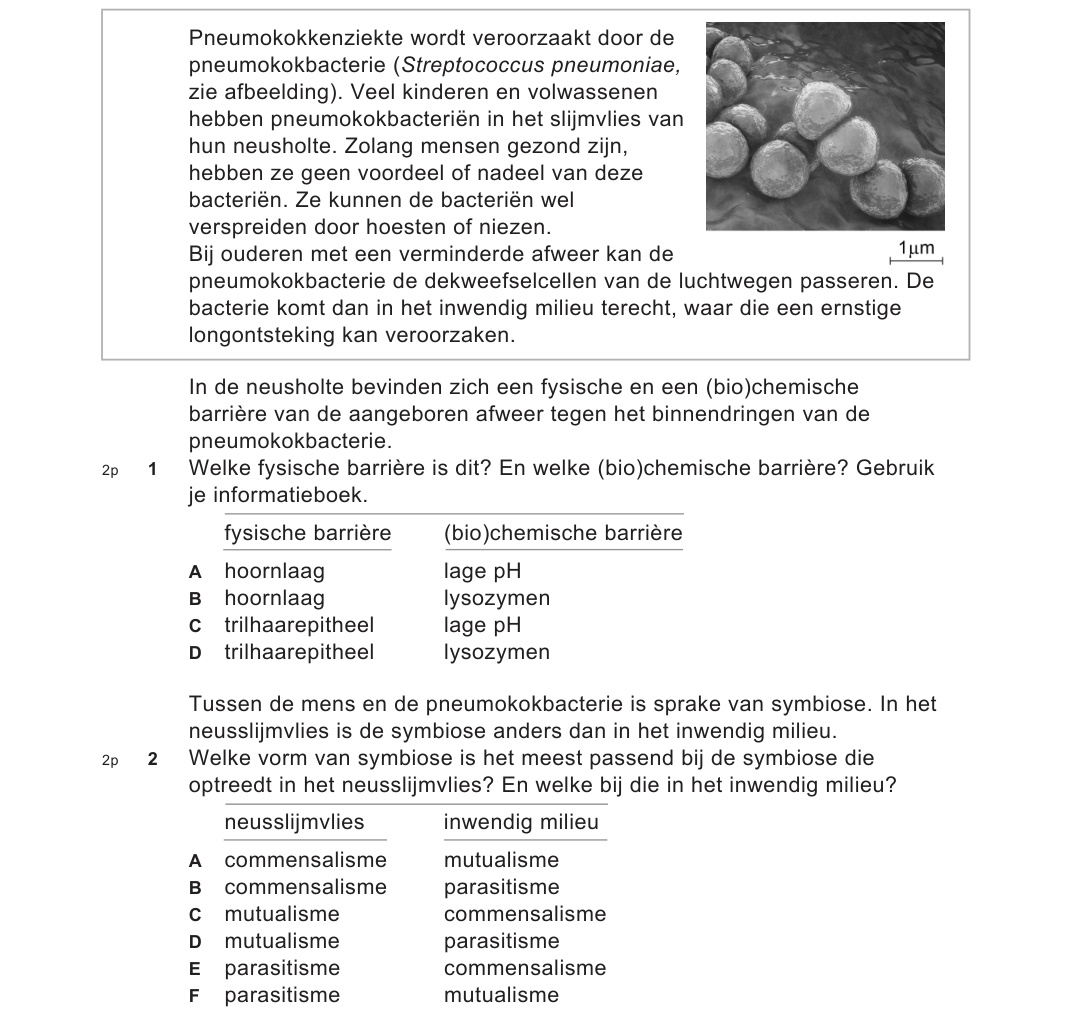 Pneumokokkenziekte wordt veroorzaakt door de
pneumokokbacterie (Streptococcus pneumoniae,
zie afbeelding). Veel kinderen en volwassenen
hebben pneumokokbacteriën in het slijmvlies van
hun neusholte. Zolang mensen gezond zijn,
hebben ze geen voordeel of nadeel van deze
bacteriën. Ze kunnen de bacteriën wel
verspreiden door hoesten of niezen.
Bij ouderen met een verminderde afweer kan de
1µm
pneumokokbacterie de dekweefselcellen van de luchtwegen passeren. De
bacterie komt dan in het inwendig milieu terecht, waar die een ernstige
longontsteking kan veroorzaken.
In de neusholte bevinden zich een fysische en een (bio)chemische
barrière van de aangeboren afweer tegen het binnendringen van de
pneumokokbacterie.
2p 1 Welke fysische barrière is dit? En welke (bio)chemische barrière? Gebruik
je informatieboek.
fysische barrière (bio)chemische barrière
A hoornlaag lage pH
B hoornlaag lysozymen
C trilhaarepitheel lage pH
D trilhaarepitheel lysozymen
Tussen de mens en de pneumokokbacterie is sprake van symbiose. In het
neusslijmvlies is de symbiose anders dan in het inwendig milieu.
2p 2 Welke vorm van symbiose is het meest passend bij de symbiose die
optreedt in het neusslijmvlies? En welke bij die in het inwendig milieu?
neusslijmvlies inwendig milieu
A commensalisme mutualisme
B commensalisme parasitisme
C mutualisme commensalisme
D mutualisme parasitisme
E parasitisme commensalisme
F parasitisme mutualisme